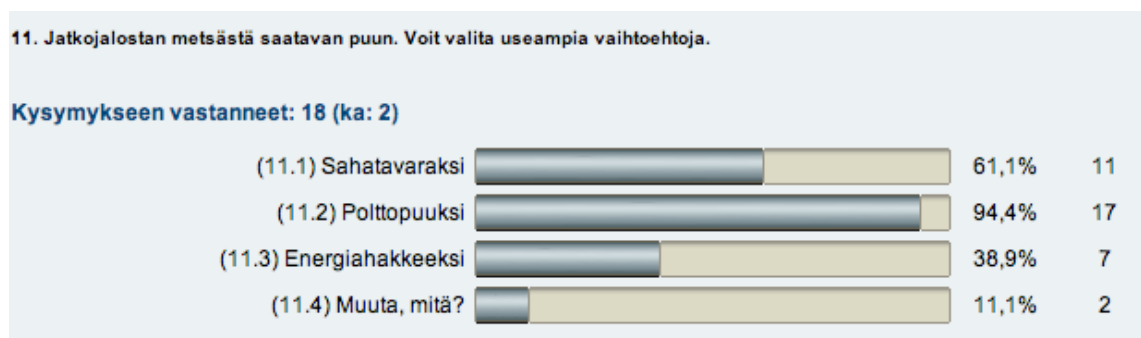 11. Jatkojalostan metsästä saatavan puun. Voit valita useampia vaihtoehtoja.
Kysymykseen vastanneet: 18 (ka: 2)
(11.1) Sahatavaraksi 61,1% 11
(11.2) Polttopuuksi 94,4% 17
(11.3) Energiahakkeeksi 38,9% 7
(11.4) Muuta, mitä? 11,1% 2